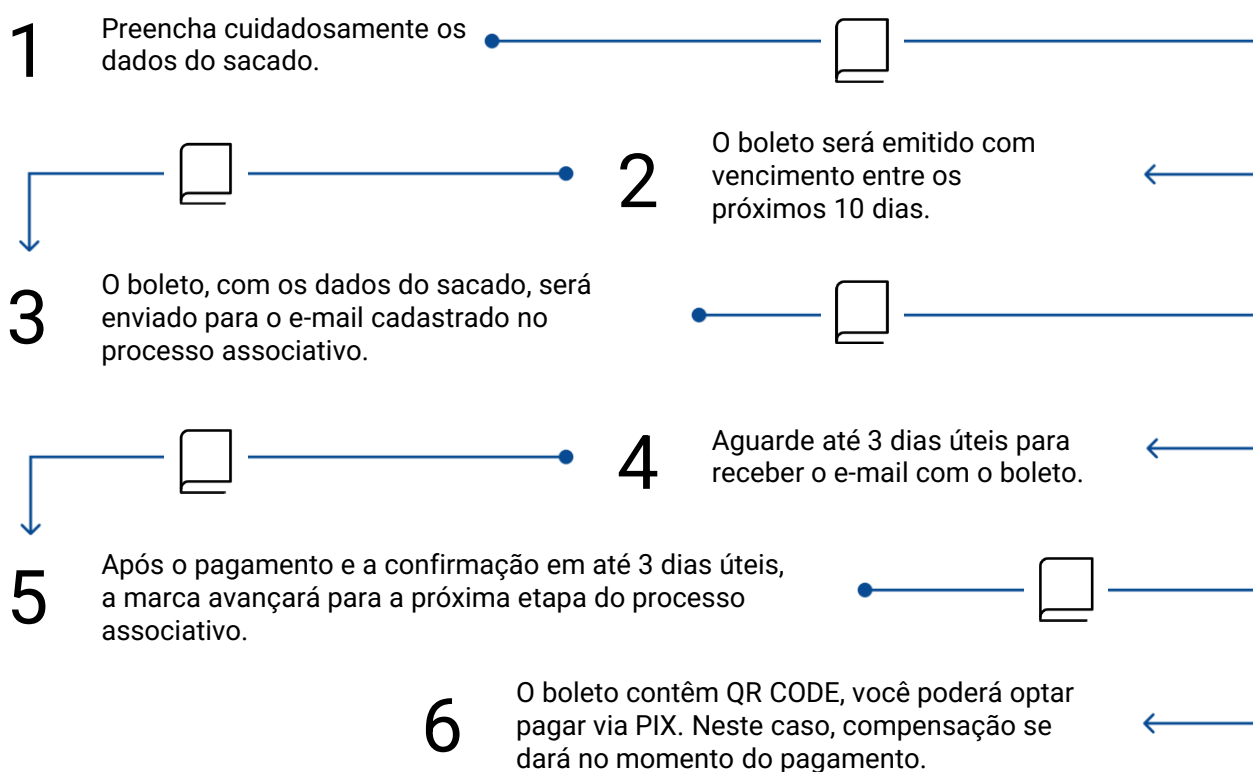 1
Preencha cuidadosamente os
dados do sacado.
2
O boleto será emitido com
vencimento entre os
próximos 10 dias.
3
O boleto, com os dados do sacado, será
enviado para o e-mail cadastrado no
processo associativo.
4
Aguarde até 3 dias úteis para
receber o e-mail com o boleto.
5
Após o pagamento e a confirmação em até 3 dias úteis,
a marca avançará para a próxima etapa do processo
associativo.
6
O boleto contêm QR CODE, você poderá optar
pagar via PIX. Neste caso, compensação se
dará no momento do pagamento.